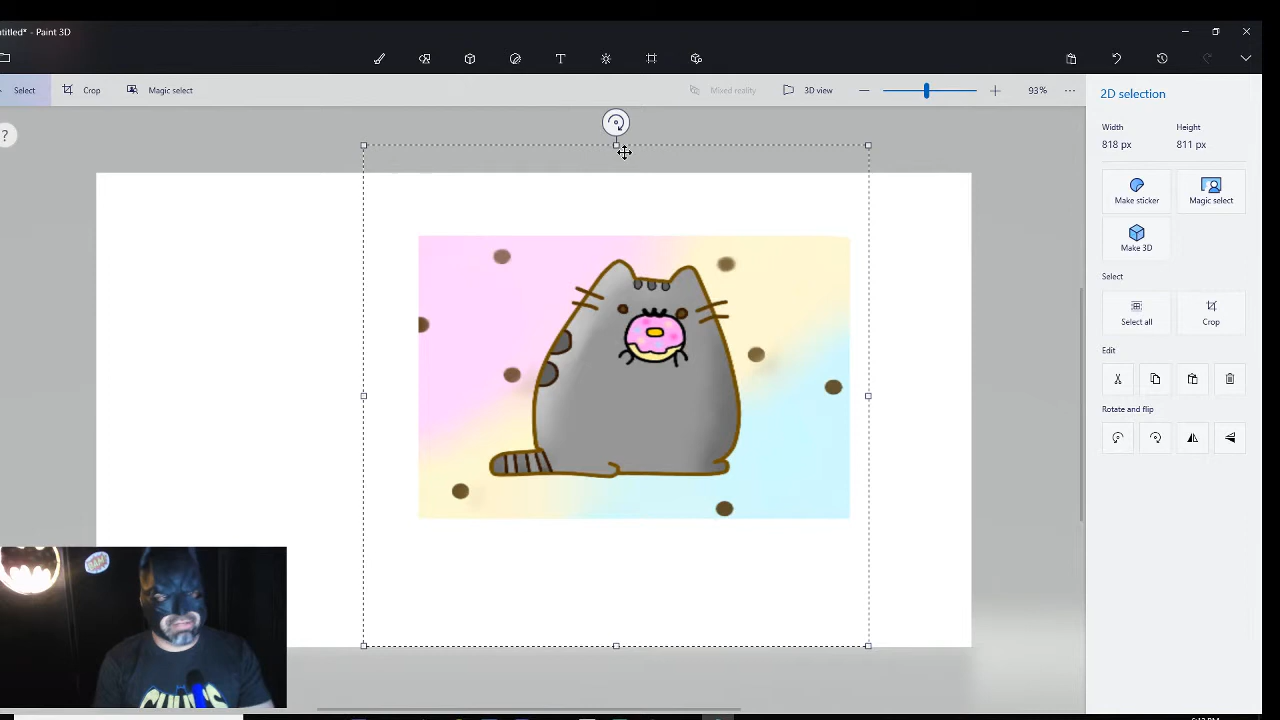 ntitled* - Paint 3D
Select Crop Magic select Mixed reality 3D view 93%
2D selection
Width Height
818 px 811 px
Make sticker Magic select
Make 3D
Select
Select all Crop
Edit
Rotate and flip
?